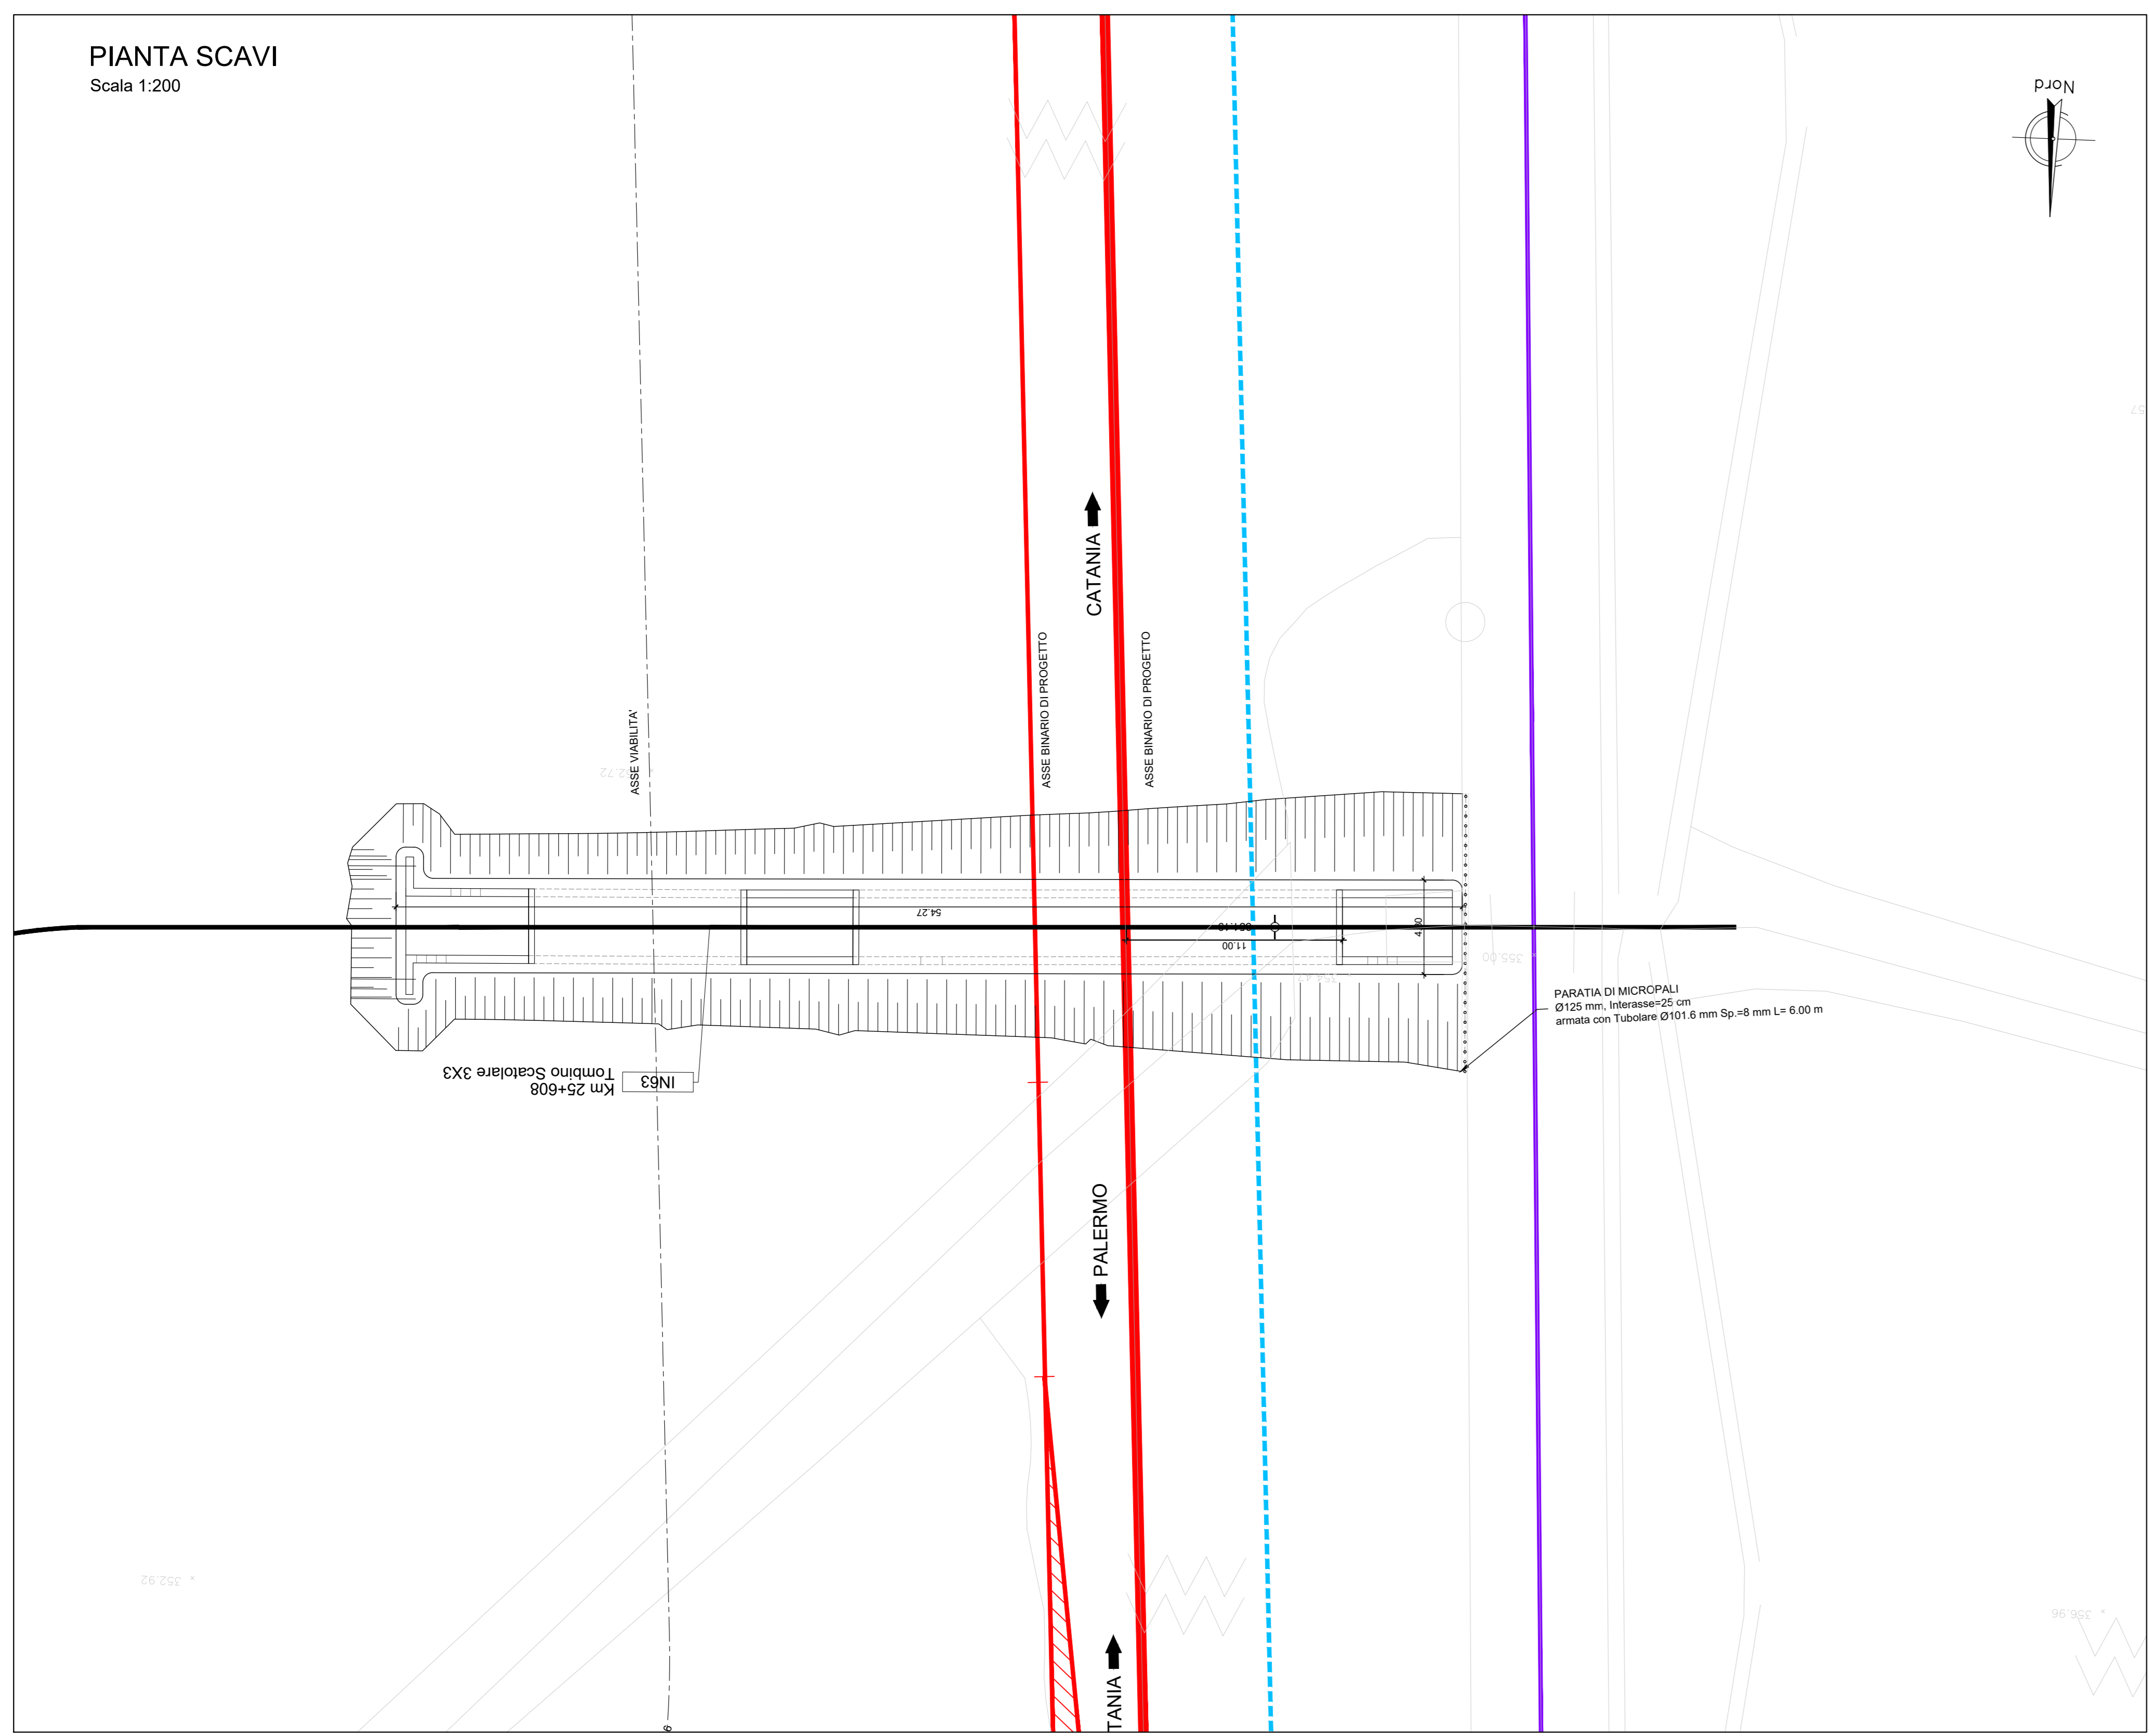 PIANTA SCAVI
Scala 1:200
Nord
57
CATANIA
ASSE BINARIO DI PROGETTO
ASSE BINARIO DI PROGETTO
ASSE VIABILITA'
54.27
11.00
4.80
355.00
PARATIA DI MICROPALI
Ø125 mm, Interasse=25 cm
armata con Tubolare Ø101.6 mm Sp.=8 mm L= 6.00 m
IN63
Km 25+608
Tombino Scatolare 3X3
PALERMO
352.92
356.96
TANIA